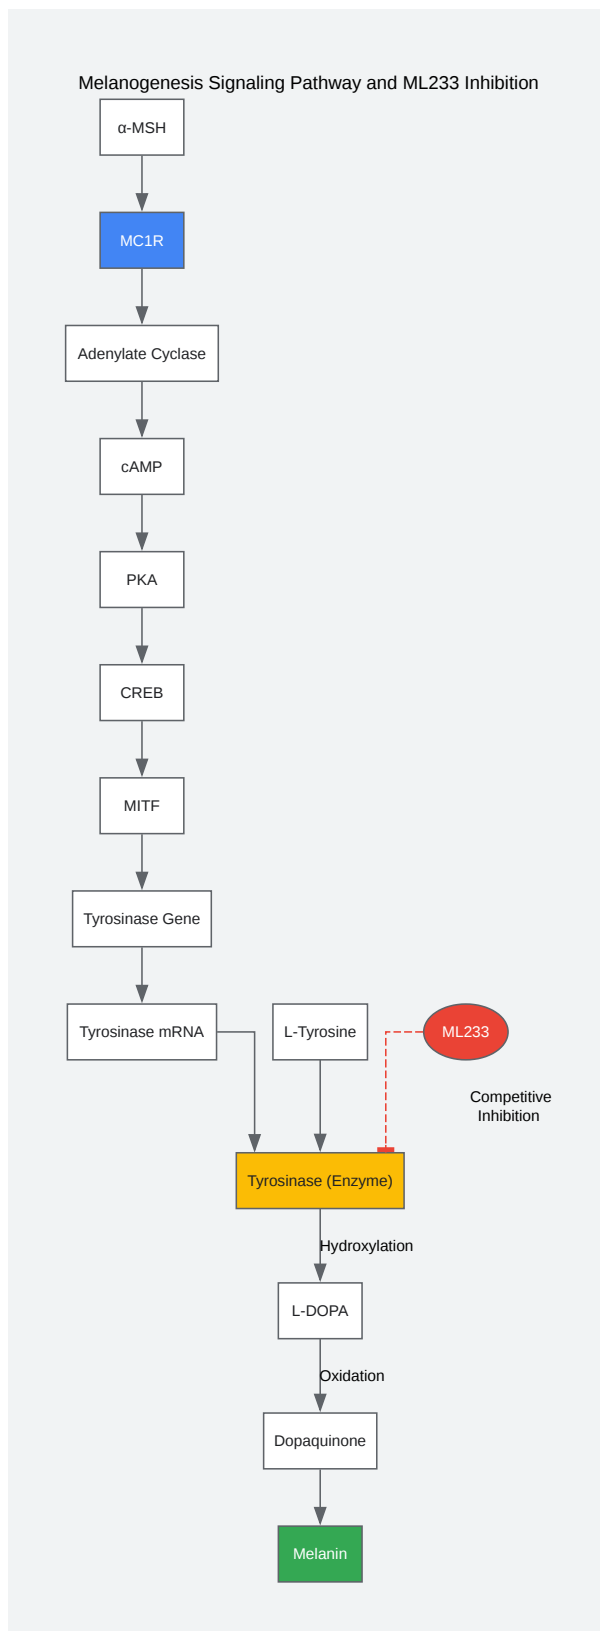 Melanogenesis Signaling Pathway and ML233 Inhibition
α-MSH
MC1R
Adenylate Cyclase
cAMP
PKA
CREB
MITF
Tyrosinase Gene
Tyrosinase mRNA
L-Tyrosine
ML233
Competitive
Inhibition
Tyrosinase (Enzyme)
Hydroxylation
L-DOPA
Oxidation
Dopaquinone
Melanin